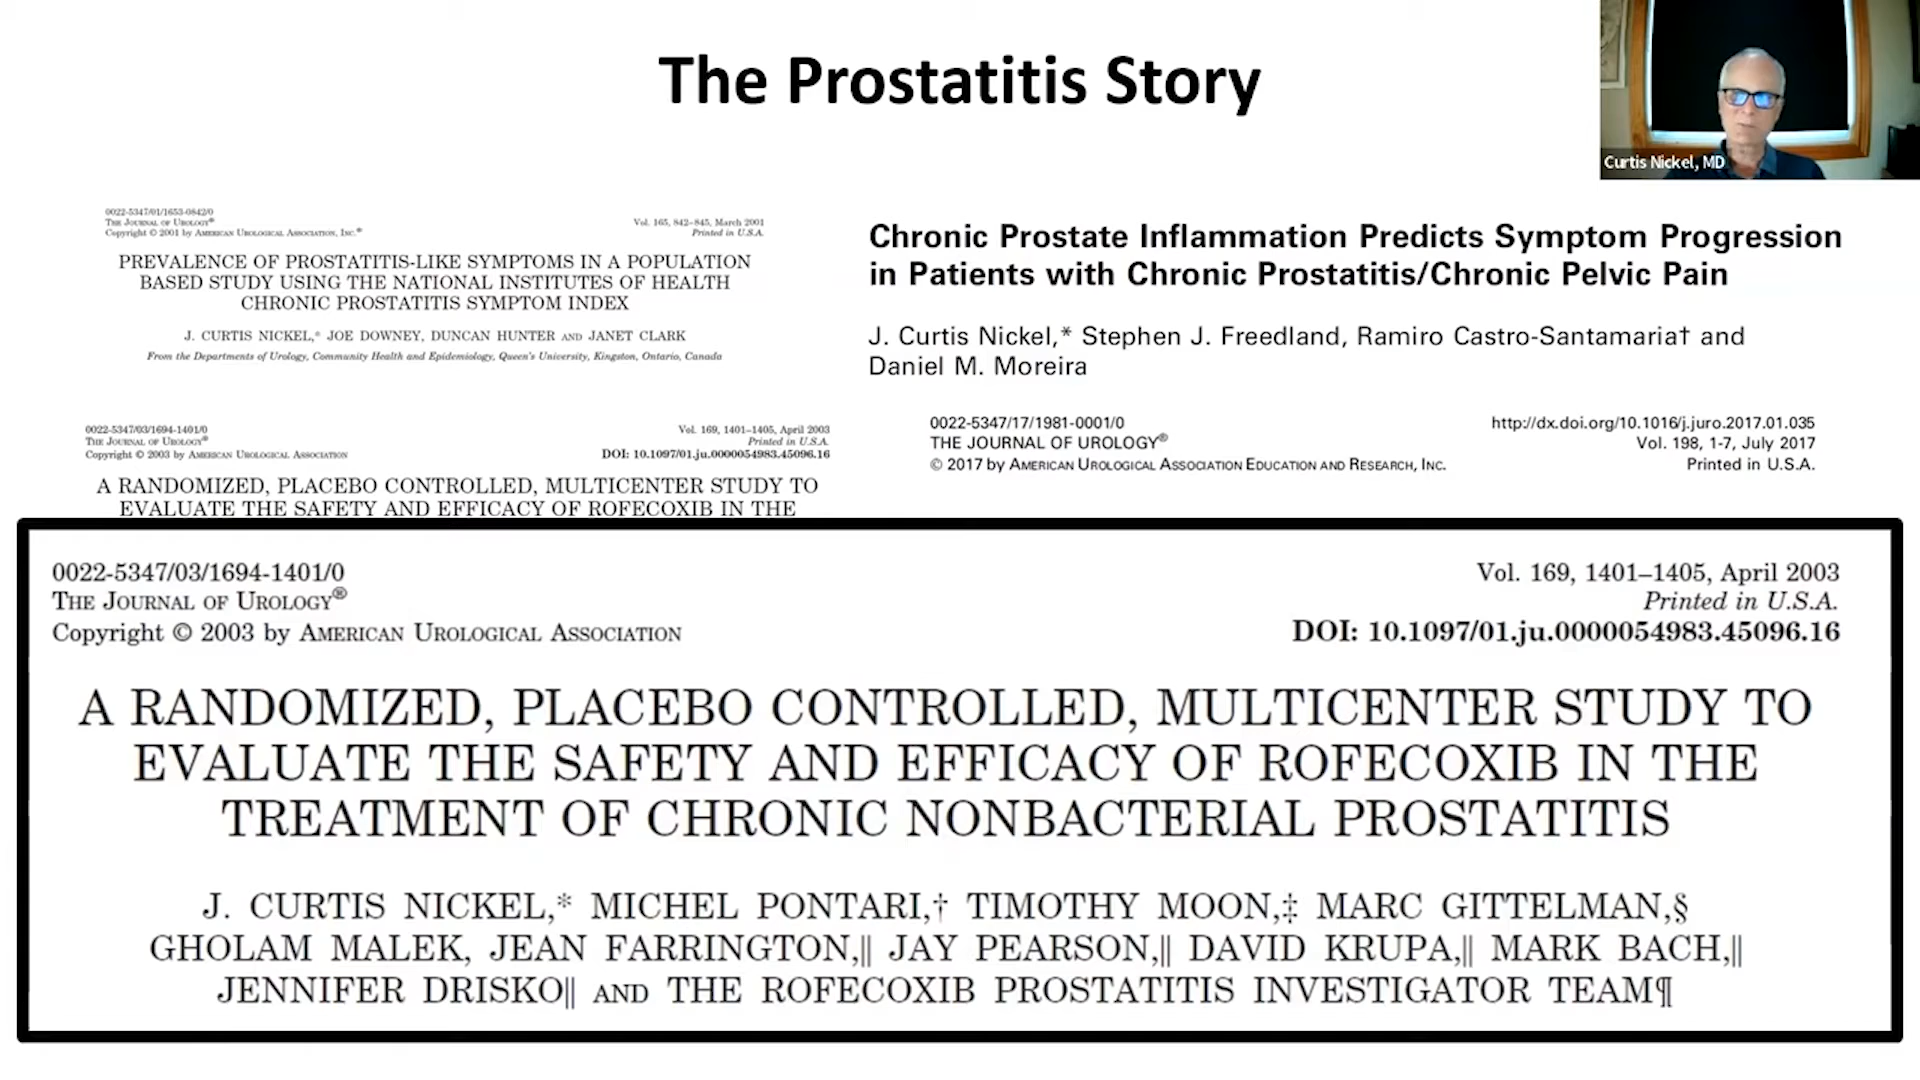 The Prostatitis Story
Curtis Nickel, MD
0022-5347/01/1653-0842/0
THE JOURNAL OF UROLOGY®
Copyright © 2001 by AMERICAN UROLOGICAL ASSOCIATION, INC.®
Vol. 165, 842–845, March 2001
Printed in U.S.A.
PREVALENCE OF PROSTATITIS-LIKE SYMPTOMS IN A POPULATION
BASED STUDY USING THE NATIONAL INSTITUTES OF HEALTH
CHRONIC PROSTATITIS SYMPTOM INDEX
J. CURTIS NICKEL,* JOE DOWNEY, DUNCAN HUNTER AND JANET CLARK
From the Departments of Urology, Community Health and Epidemiology, Queen's University, Kingston, Ontario, Canada
Chronic Prostate Inflammation Predicts Symptom Progression
in Patients with Chronic Prostatitis/Chronic Pelvic Pain
J. Curtis Nickel,* Stephen J. Freedland, Ramiro Castro-Santamaria† and
Daniel M. Moreira
0022-5347/17/1981-0001/0
THE JOURNAL OF UROLOGY®
© 2017 by AMERICAN UROLOGICAL ASSOCIATION EDUCATION AND RESEARCH, INC.
http://dx.doi.org/10.1016/j.juro.2017.01.035
Vol. 198, 1-7, July 2017
Printed in U.S.A.
0022-5347/03/1694-1401/0
THE JOURNAL OF UROLOGY®
Copyright © 2003 by AMERICAN UROLOGICAL ASSOCIATION
Vol. 169, 1401–1405, April 2003
Printed in U.S.A.
DOI: 10.1097/01.ju.0000054983.45096.16
A RANDOMIZED, PLACEBO CONTROLLED, MULTICENTER STUDY TO
EVALUATE THE SAFETY AND EFFICACY OF ROFECOXIB IN THE
0022-5347/03/1694-1401/0
THE JOURNAL OF UROLOGY®
Copyright © 2003 by AMERICAN UROLOGICAL ASSOCIATION
Vol. 169, 1401–1405, April 2003
Printed in U.S.A.
DOI: 10.1097/01.ju.0000054983.45096.16
A RANDOMIZED, PLACEBO CONTROLLED, MULTICENTER STUDY TO
EVALUATE THE SAFETY AND EFFICACY OF ROFECOXIB IN THE
TREATMENT OF CHRONIC NONBACTERIAL PROSTATITIS
J. CURTIS NICKEL,* MICHEL PONTARI,† TIMOTHY MOON,‡ MARC GITTELMAN,§
GHOLAM MALEK, JEAN FARRINGTON,∥ JAY PEARSON,∥ DAVID KRUPA,∥ MARK BACH,∥
JENNIFER DRISKO∥ AND THE ROFECOXIB PROSTATITIS INVESTIGATOR TEAM¶